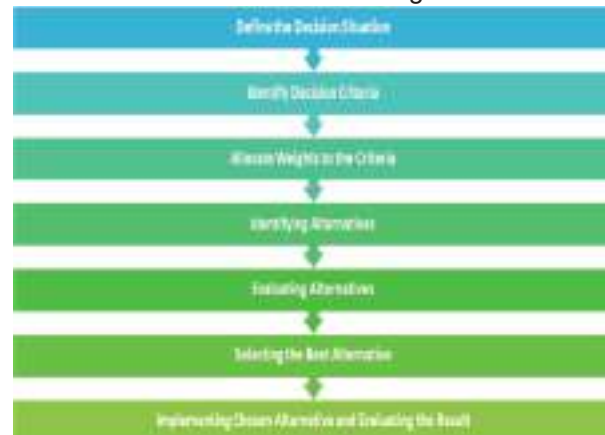 Define the Decision Situation
Identify Decision Criteria
Allocate Weights to the Criteria
Identifying Alternatives
Evaluating Alternatives
Selecting the Best Alternative
Implementing Chosen Alternative and Evaluating the Result